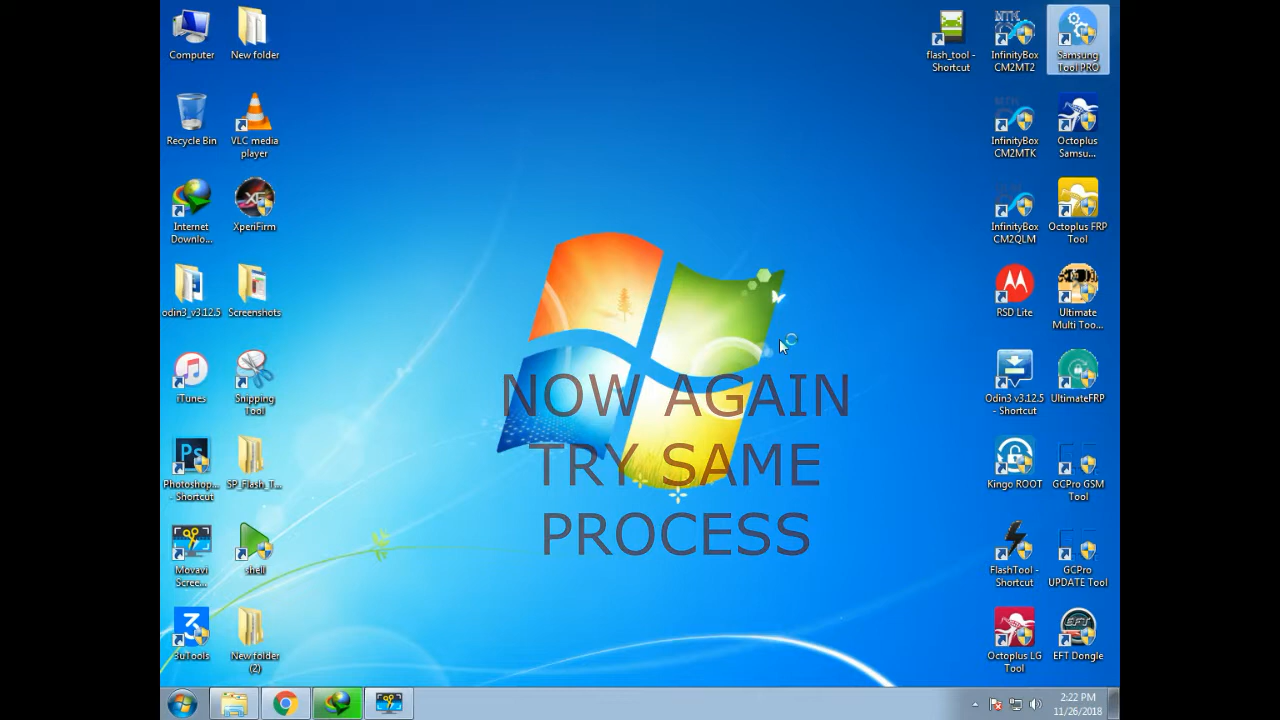 Computer
New folder
flash_tool -
Shortcut
InfinityBox
CM2MT2
Samsung
Tool PRO
Recycle Bin
VLC media
player
InfinityBox
CM2MTK
Octoplus
Samsu...
Internet
Downlo...
XperiFirm
InfinityBox
CM2QLM
Octoplus FRP
Tool
odin3_v3.12.5
Screenshots
RSD Lite
Ultimate
Multi Too...
iTunes
Snipping
Tool
Odin3 v3.12.5
- Shortcut
UltimateFRP
NOW AGAIN
TRY SAME
PROCESS
Ps
Photoshop...
- Shortcut
SP_Flash_T...
Kingo ROOT
GCPro GSM
Tool
Movavi
Scree...
shell
FlashTool -
Shortcut
GCPro
UPDATE Tool
3uTools
New folder
(2)
Octoplus LG
Tool
EFT
EFT Dongle
2:22 PM
11/26/2018